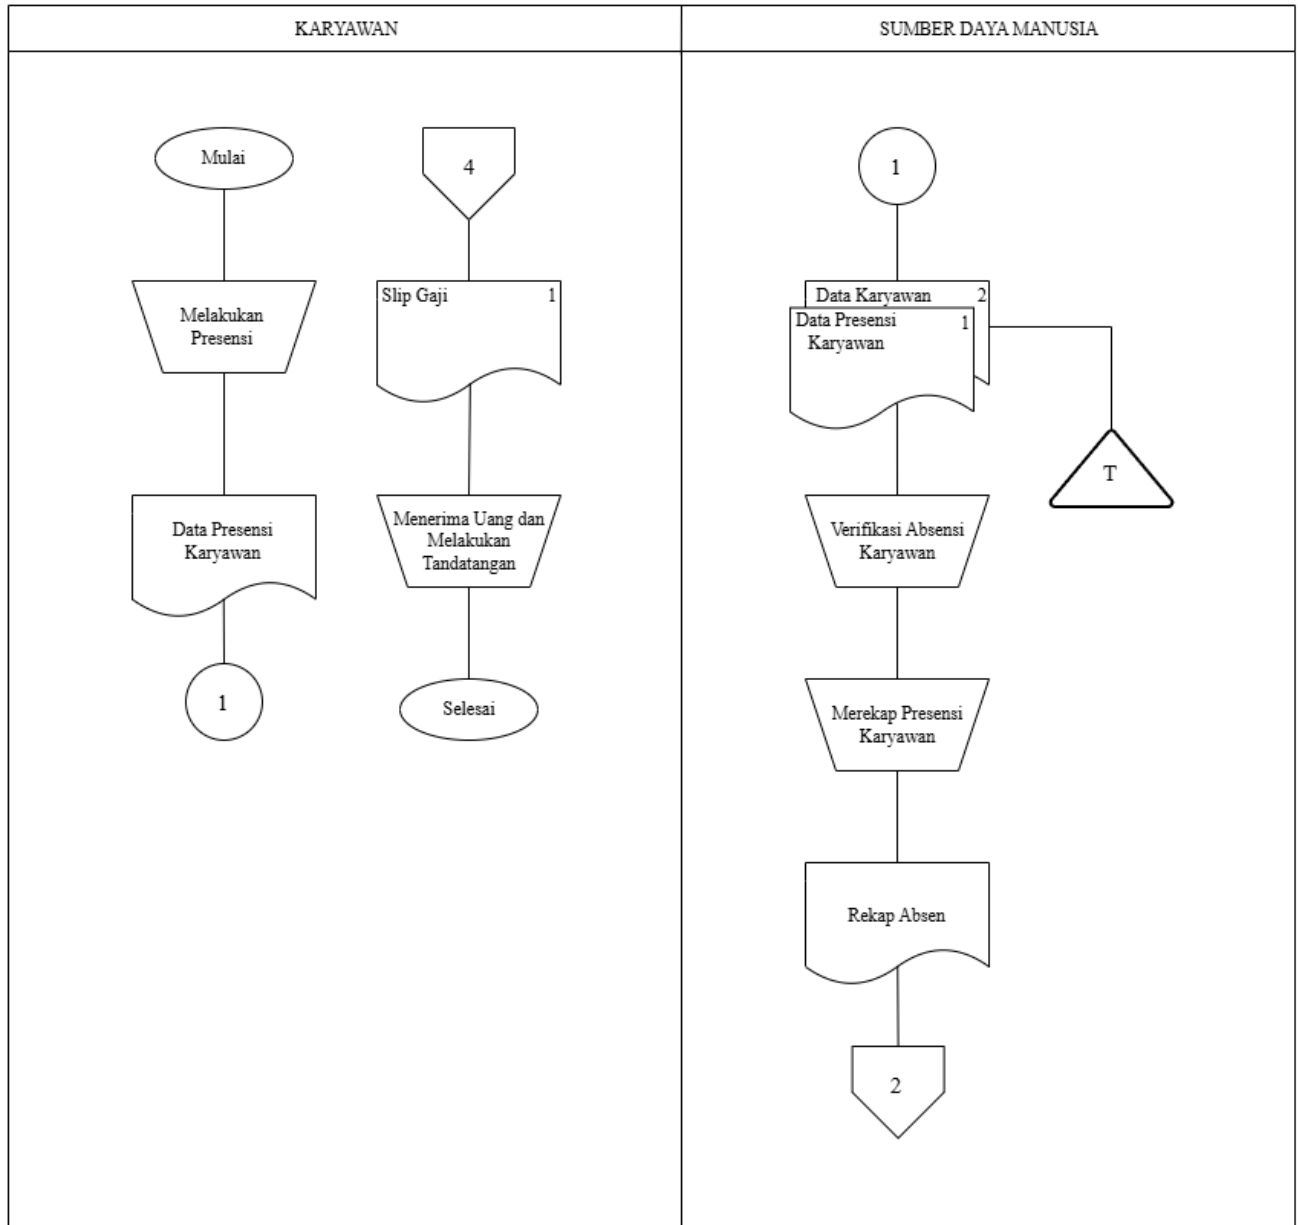 KARYAWAN
SUMBER DAYA MANUSIA
Mulai
Melakukan
Presensi
Data Presensi
Karyawan
1
4
Slip Gaji 1
Menerima Uang dan
Melakukan
Tandatangan
Selesai
1
Data Karyawan 2
Data Presensi 1
Karyawan
T
Verifikasi Absensi
Karyawan
Merekap Presensi
Karyawan
Rekap Absen
2